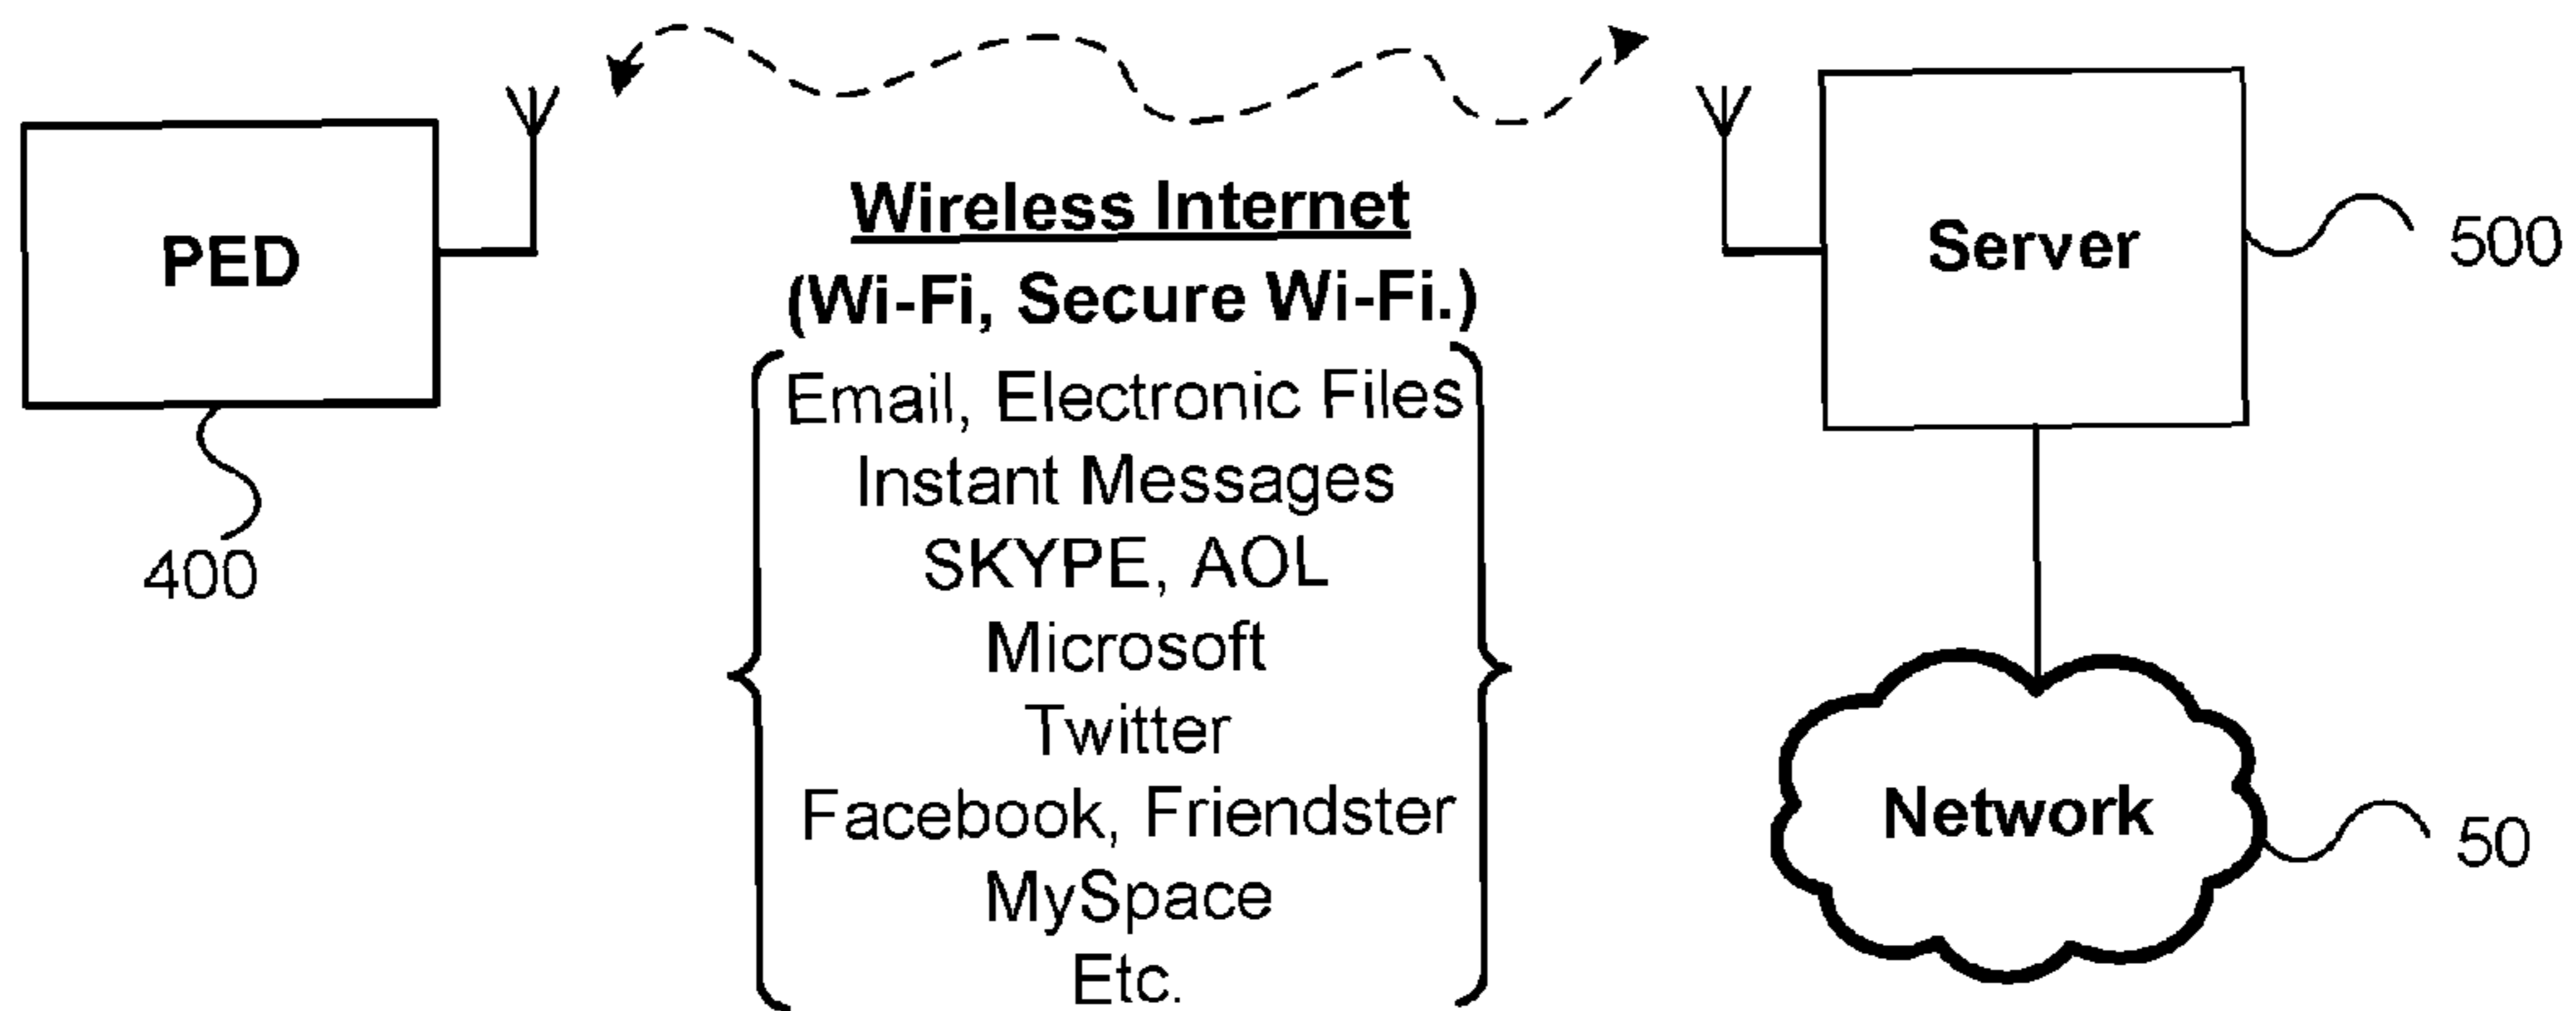 PED
400
Wireless Internet
(Wi-Fi, Secure Wi-Fi.)
Email, Electronic Files
Instant Messages
SKYPE, AOL
Microsoft
Twitter
Facebook, Friendster
MySpace
Etc.
Server
500
Network
50